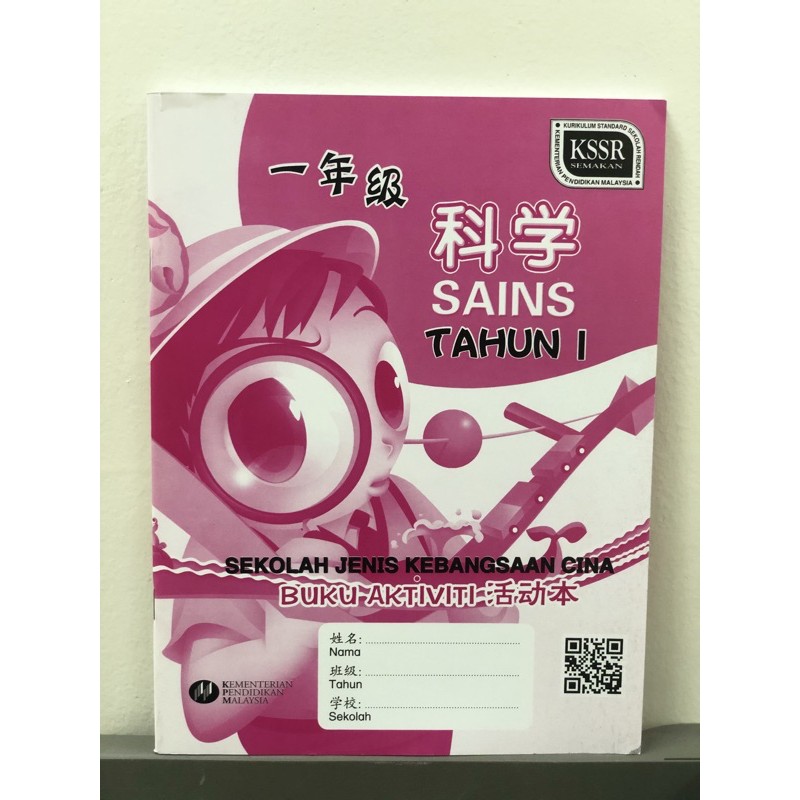 KURIKULUM STANDARD SEKOLAH RENDAH
KSSR
SEMAKAN
KEMENTERIAN PENDIDIKAN MALAYSIA
一年级
科学
SAINS
TAHUN 1
SEKOLAH JENIS KEBANGSAAN CINA
BUKU AKTIVITI 活动本
姓名:
Nama
班级:
Tahun
学校:
Sekolah
KEMENTERIAN
PENDIDIKAN
MALAYSIA